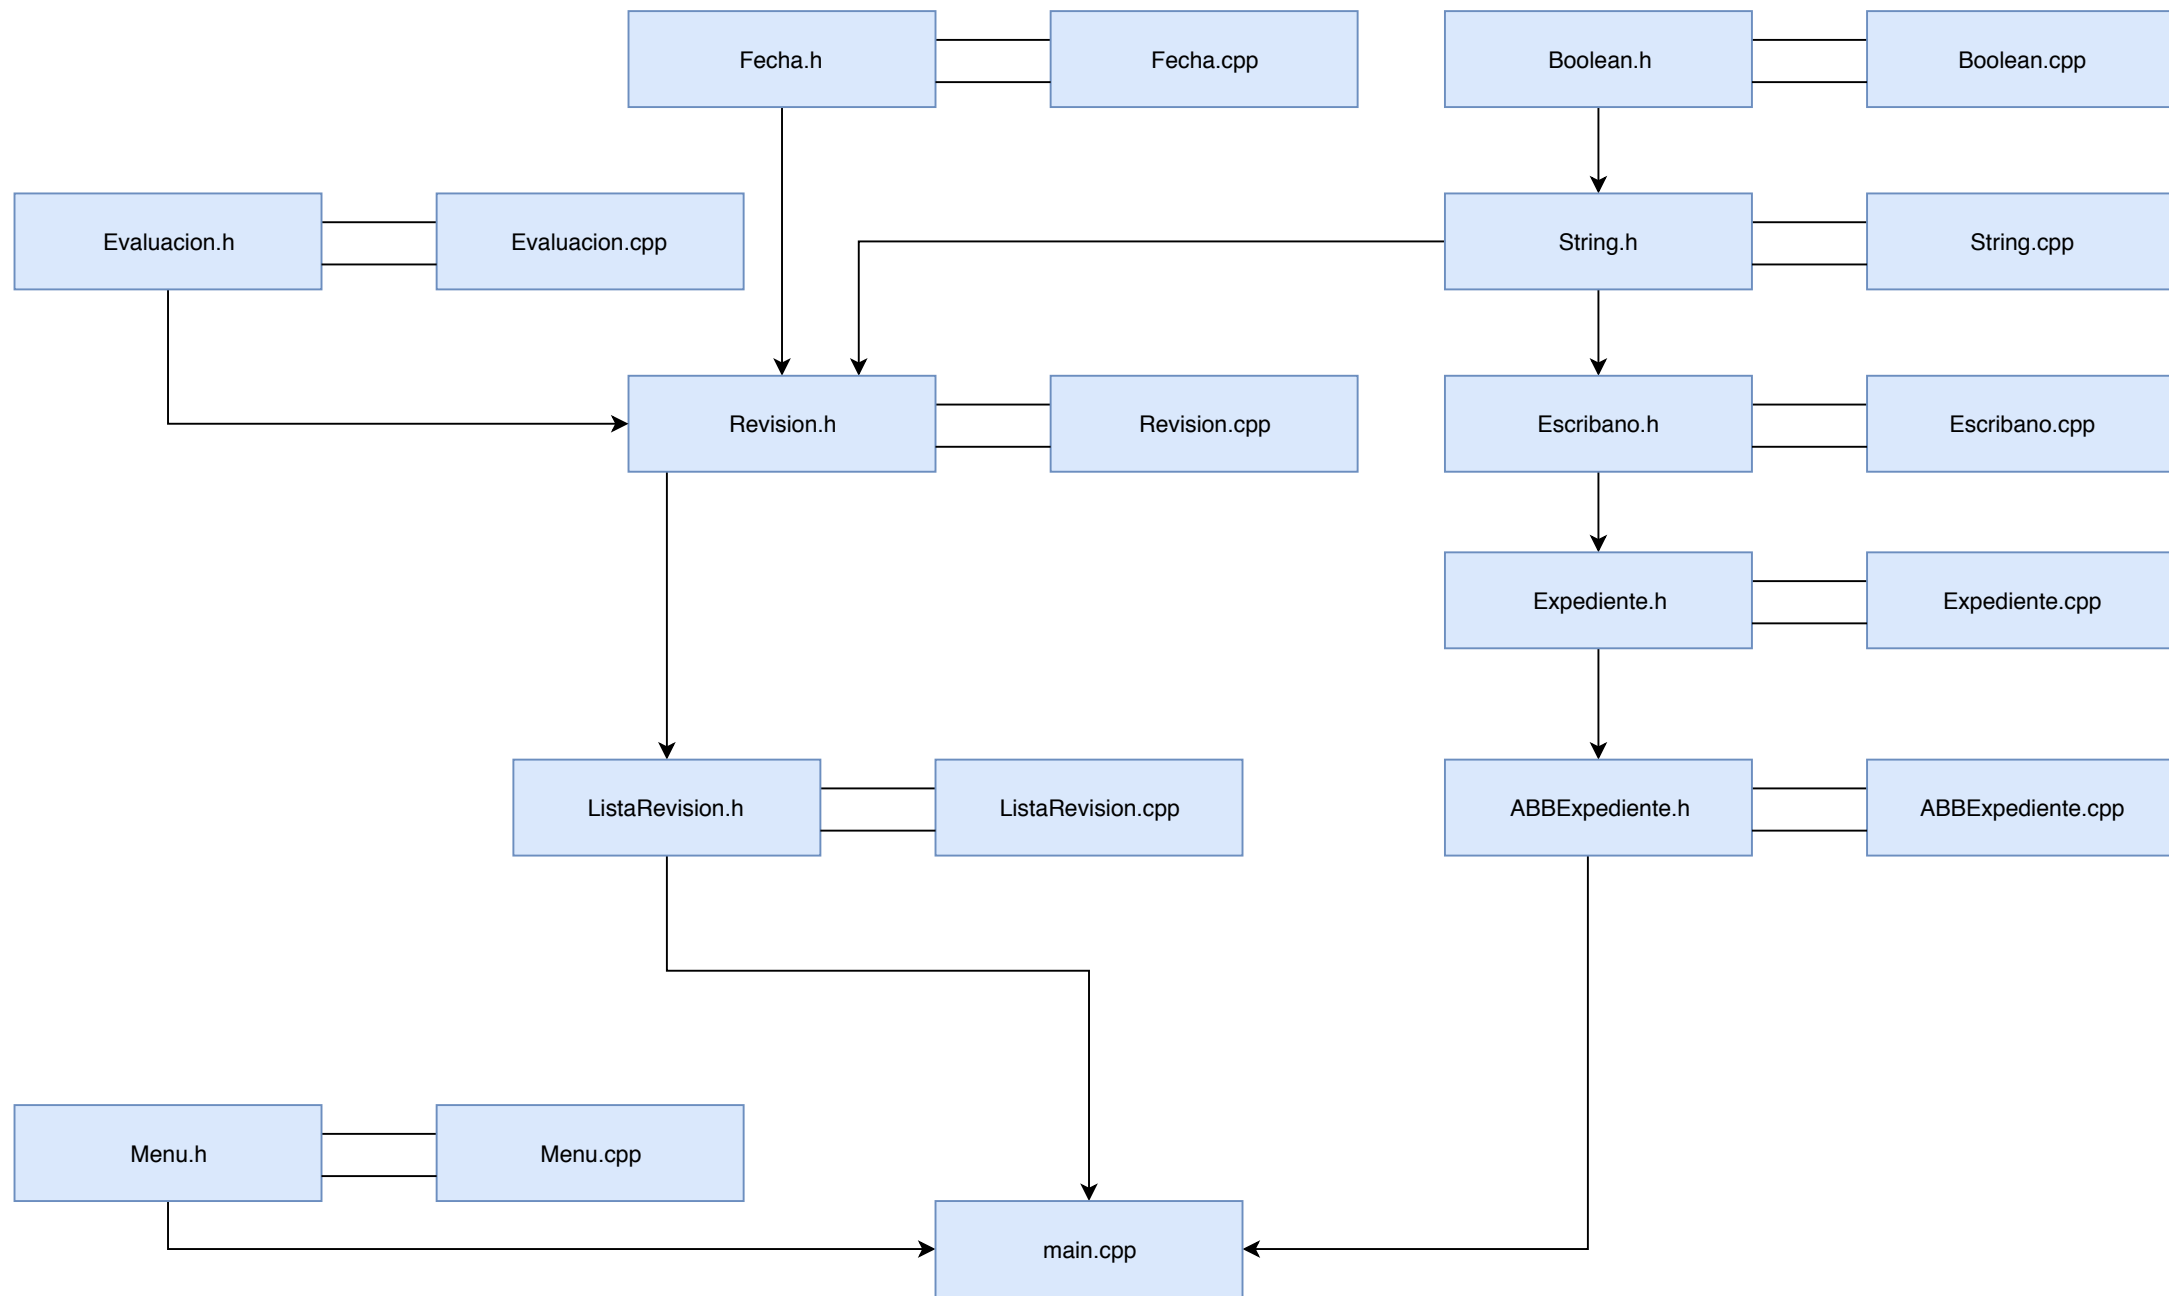 Fecha.h
Fecha.cpp
Boolean.h
Boolean.cpp
Evaluacion.h
Evaluacion.cpp
String.h
String.cpp
Revision.h
Revision.cpp
Escribano.h
Escribano.cpp
Expediente.h
Expediente.cpp
ListaRevision.h
ListaRevision.cpp
ABBExpediente.h
ABBExpediente.cpp
Menu.h
Menu.cpp
main.cpp